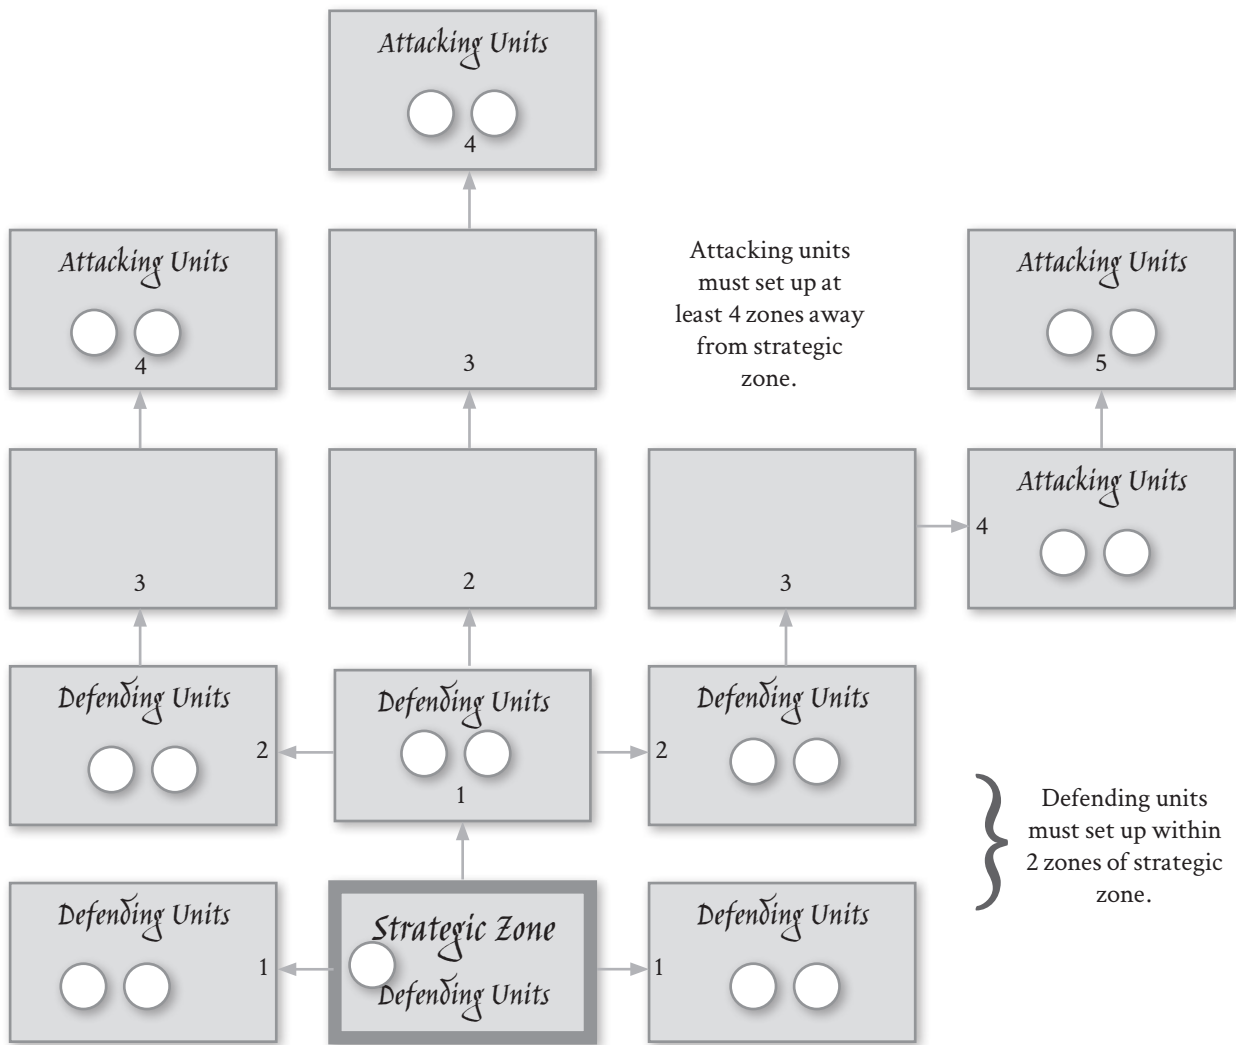 Attacking Units
4
Attacking Units
4
3
Attacking units
must set up at
least 4 zones away
from strategic
zone.
Attacking Units
5
3
2
3
4
Attacking Units
Defending Units
2
Defending Units
1
2
Defending Units
Defending units
must set up within
2 zones of strategic
zone.
Defending Units
1
Strategic Zone
Defending Units
1
Defending Units